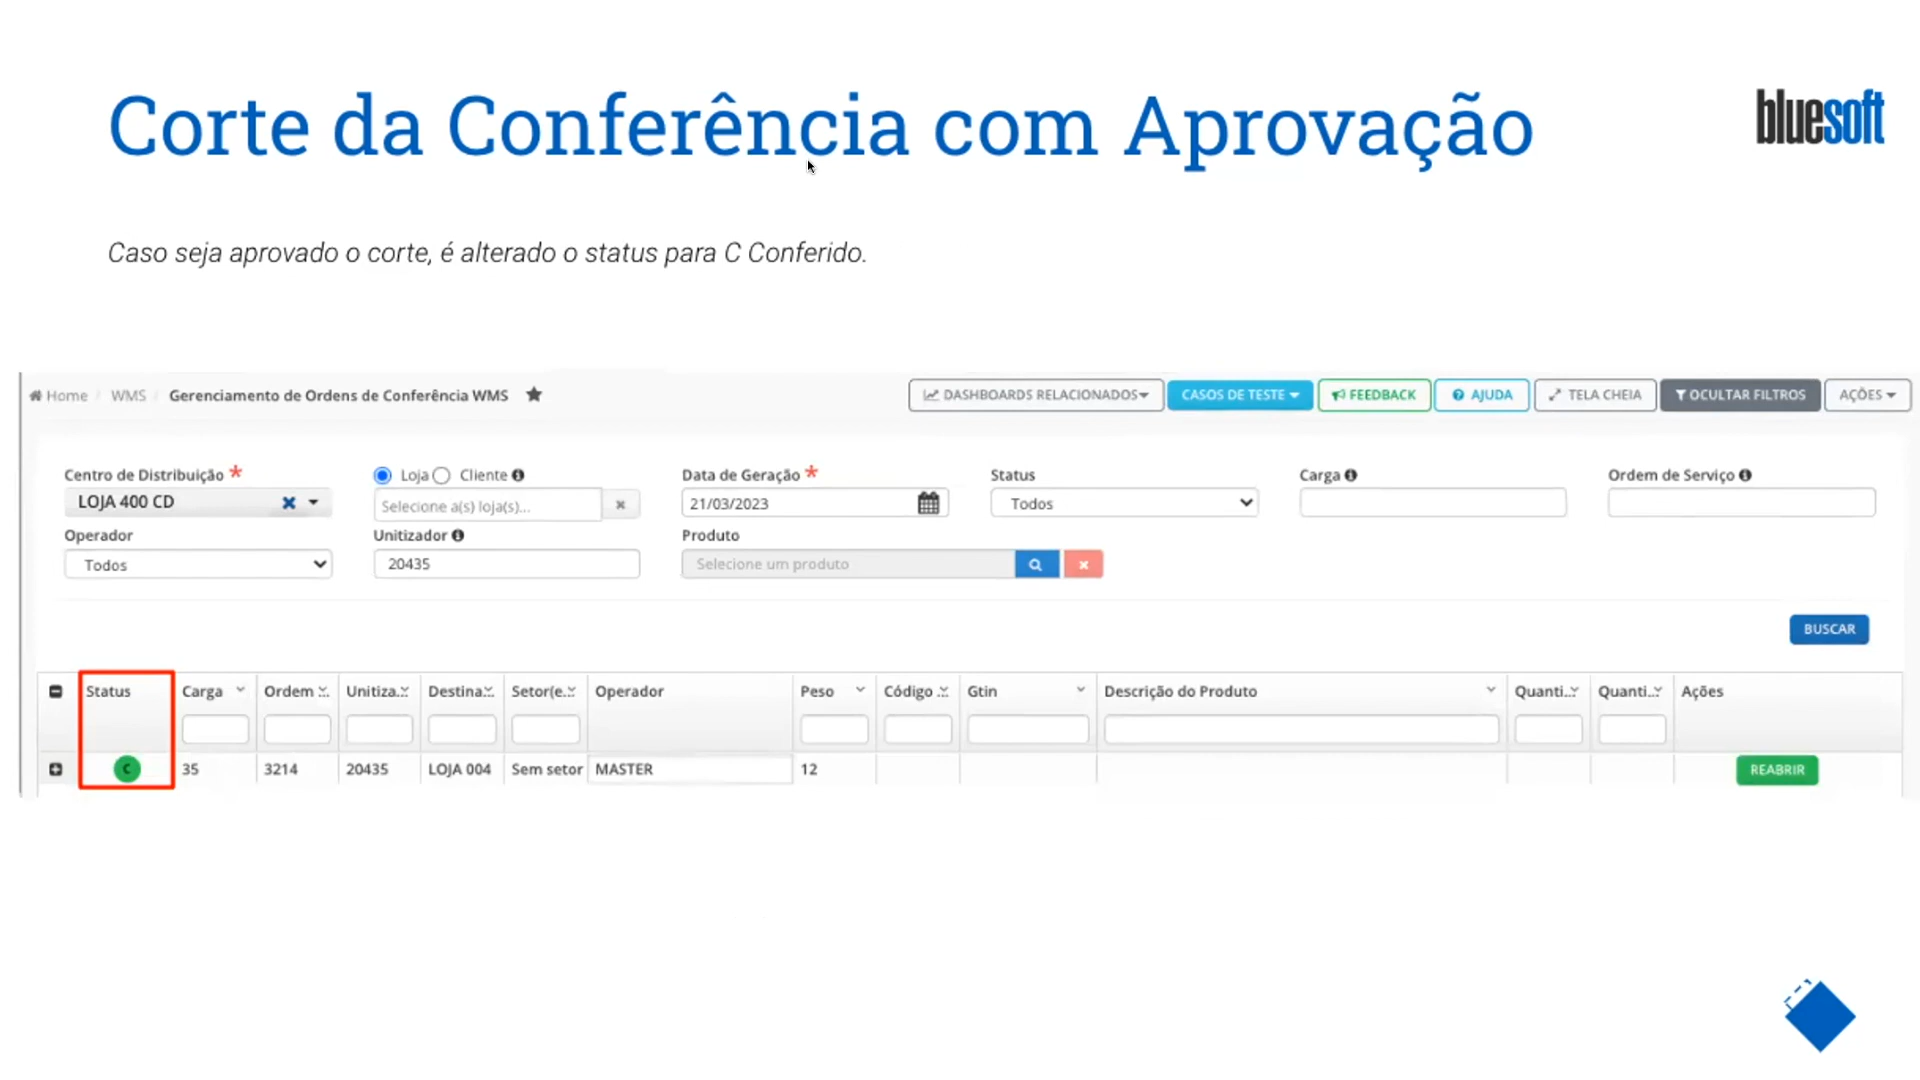 Corte da Conferência com Aprovação
bluesoft
Caso seja aprovado o corte, é alterado o status para C Conferido.
Home / WMS / Gerenciamento de Ordens de Conferência WMS
DASHBOARDS RELACIONADOS CASOS DE TESTE FEEDBACK AJUDA TELA CHEIA OCULTAR FILTROS AÇÕES
Centro de Distribuição * Loja Cliente Data de Geração * Status Carga Ordem de Serviço
LOJA 400 CD Selecione a(s) loja(s)... 21/03/2023 Todos
Operador Unitizador Produto
Todos 20435 Selecione um produto
BUSCAR
Status Carga Ordem ... Unitiza... Destina... Setor(e... Operador Peso Código ... Gtin Descrição do Produto Quanti... Quanti... Ações
C 35 3214 20435 LOJA 004 Sem setor MASTER 12 REABRIR